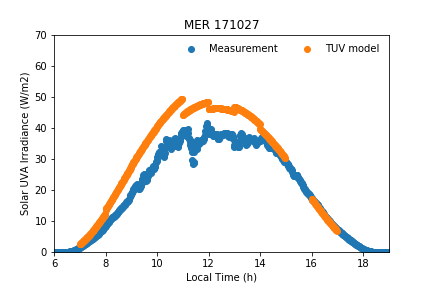 MER 171027
Measurement
TUV model
Solar UVA Irradiance (W/m2)
70
60
50
40
30
20
10
0
6 8 10 12 14 16 18
Local Time (h)